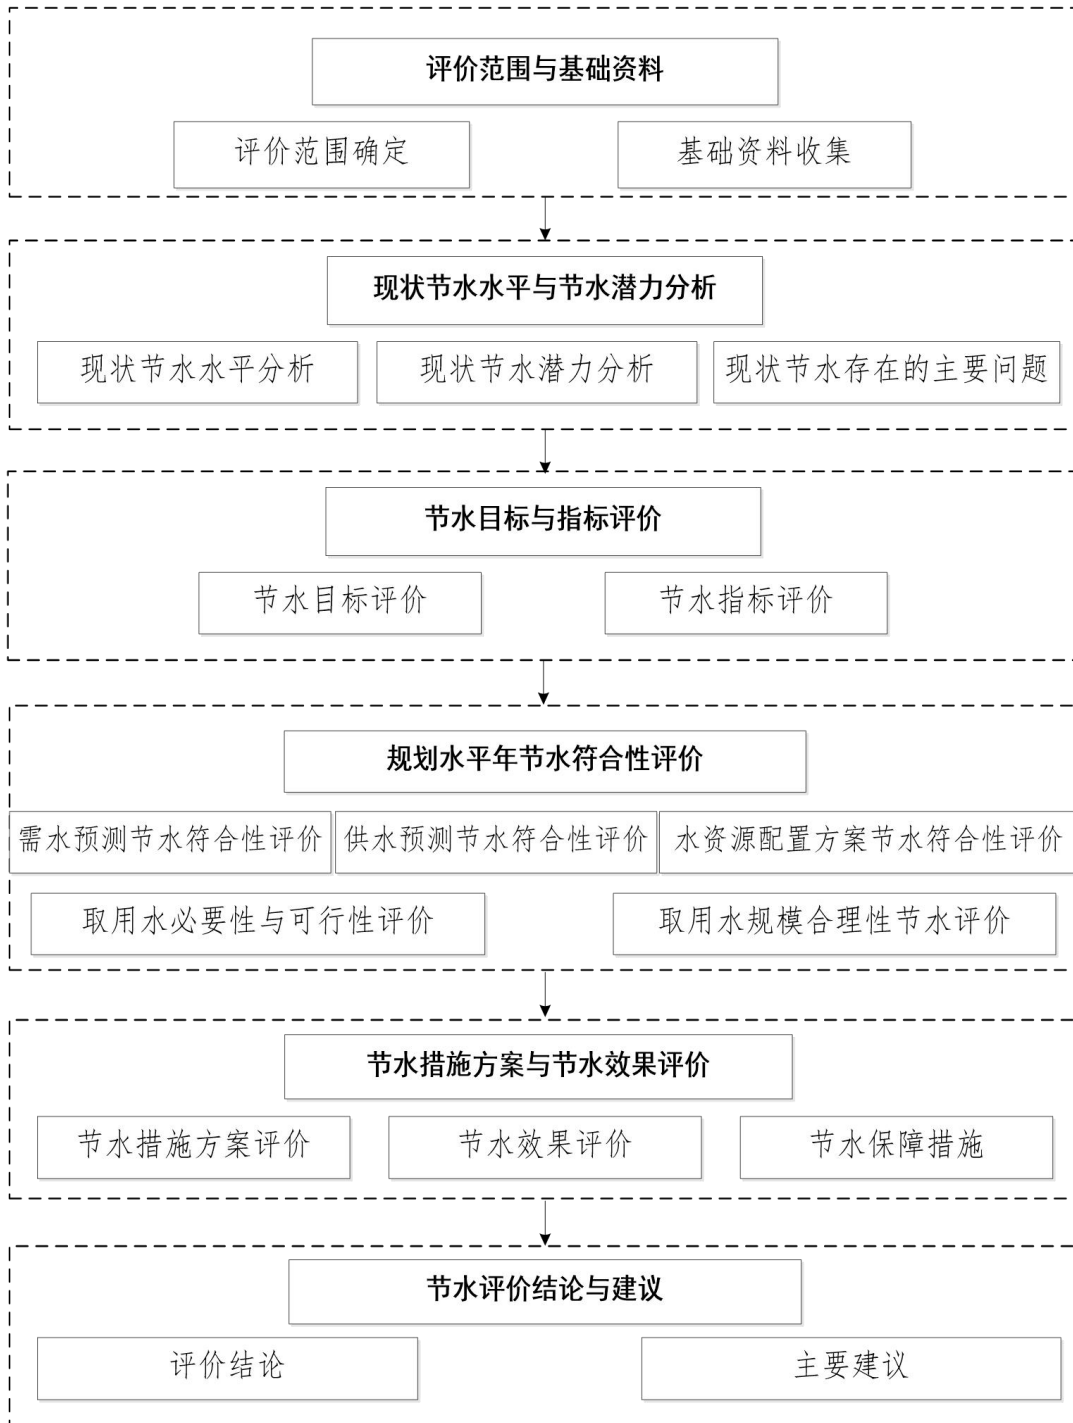 评价范围与基础资料
评价范围确定
基础资料收集
现状节水水平与节水潜力分析
现状节水水平分析
现状节水潜力分析
现状节水存在的主要问题
节水目标与指标评价
节水目标评价
节水指标评价
规划水平年节水符合性评价
需水预测节水符合性评价
供水预测节水符合性评价
水资源配置方案节水符合性评价
取用水必要性与可行性评价
取用水规模合理性节水评价
节水措施方案与节水效果评价
节水措施方案评价
节水效果评价
节水保障措施
节水评价结论与建议
评价结论
主要建议